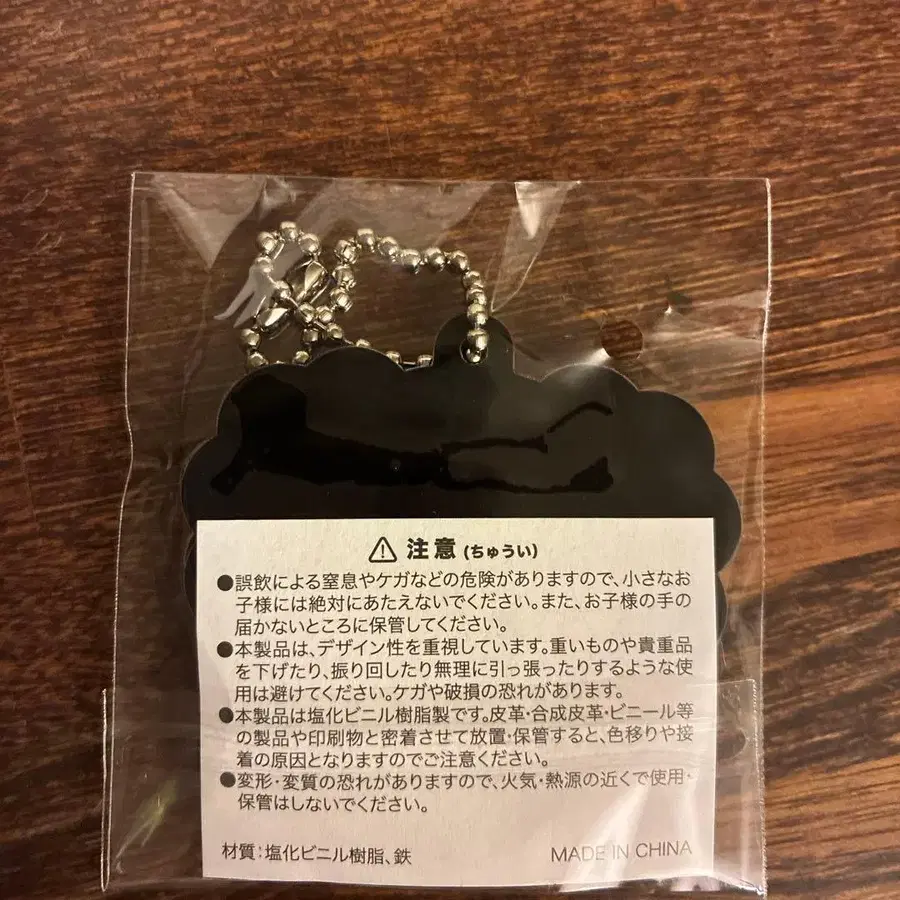 ⚠ 注意 (ちゅうい)
●誤飲による窒息やケガなどの危険がありますので、小さなお
子様には絶対にあたえないでください。また、お子様の手の
届かないところに保管してください。
●本製品は、デザイン性を重視しています。重いものや貴重品
を下げたり、振り回したり無理に引っ張ったりするような使
用は避けてください。ケガや破損の恐れがあります。
●本製品は塩化ビニル樹脂製です。皮革・合成皮革・ビニール等
の製品や印刷物と密着させて放置・保管すると、色移りや接
着の原因となりますのでご注意ください。
●変形・変質の恐れがありますので、火気・熱源の近くで使用・
保管はしないでください。
材質：塩化ビニル樹脂、鉄
MADE IN CHINA